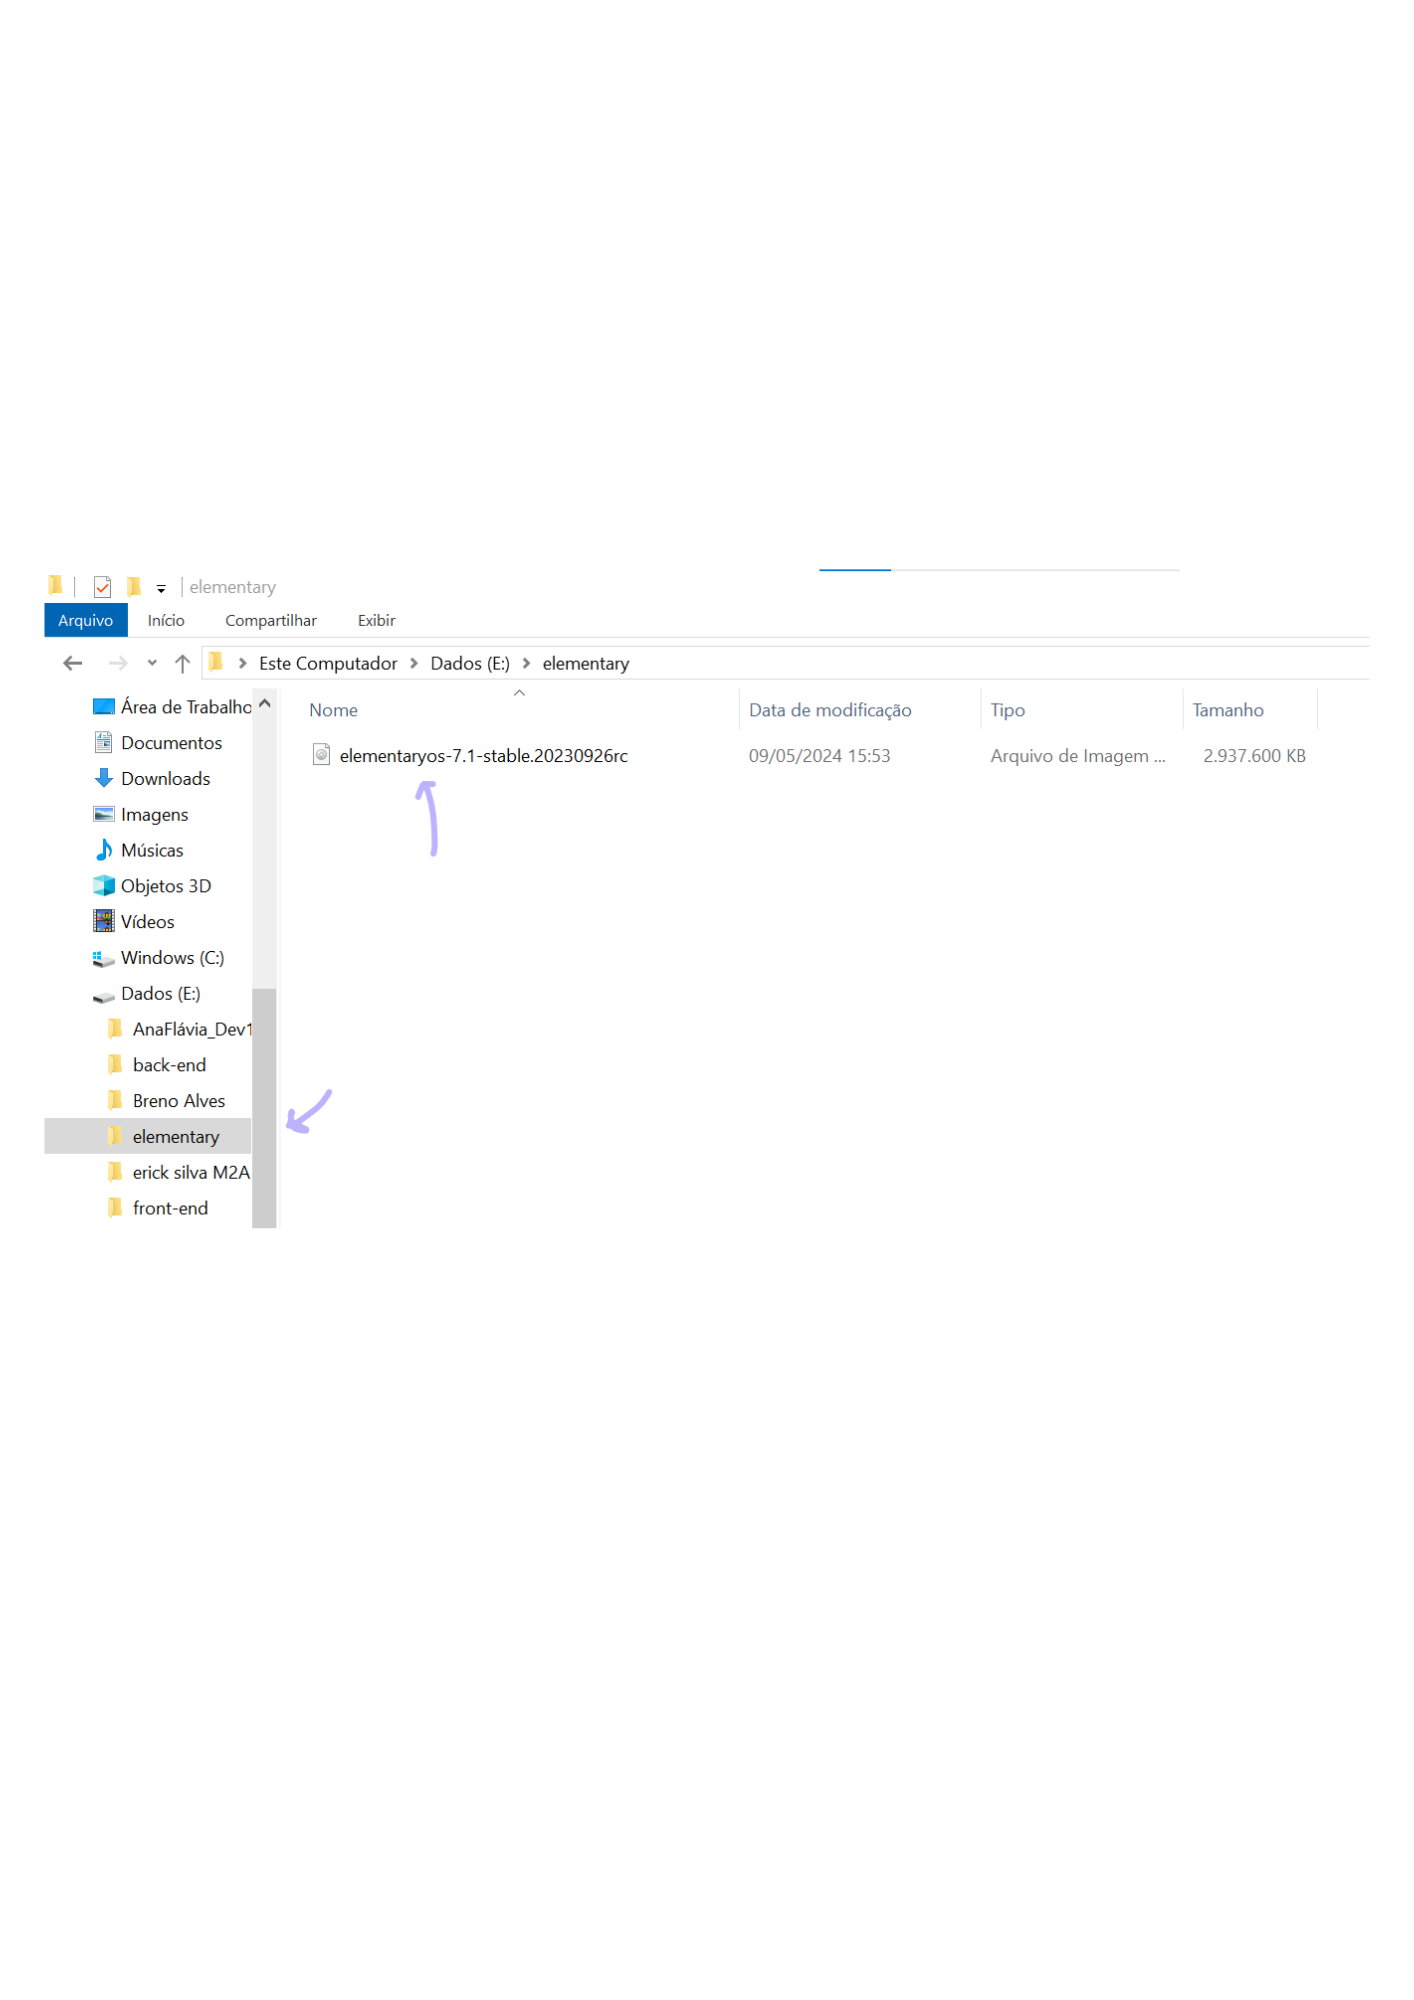 elementary
Arquivo Início Compartilhar Exibir
Este Computador Dados (E:) elementary
Nome Data de modificação Tipo Tamanho
elementaryos-7.1-stable.20230926rc 09/05/2024 15:53 Arquivo de Imagem ... 2.937.600 KB
Área de Trabalho
Documentos
Downloads
Imagens
Músicas
Objetos 3D
Vídeos
Windows (C:)
Dados (E:)
AnaFlávia_Dev1
back-end
Breno Alves
elementary
erick silva M2A
front-end